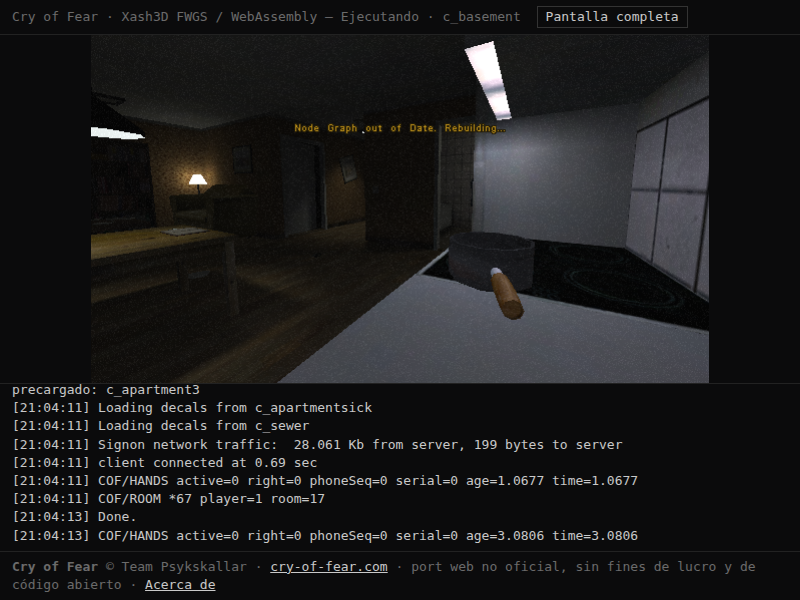 Cry of Fear · Xash3D FWGS / WebAssembly — Ejecutando · c_basement Pantalla completa
Node Graph out of Date. Rebuilding...
precargado: c_apartment3
[21:04:11] Loading decals from c_apartmentsick
[21:04:11] Loading decals from c_sewer
[21:04:11] Signon network traffic:  28.061 Kb from server, 199 bytes to server
[21:04:11] client connected at 0.69 sec
[21:04:11] COF/HANDS active=0 right=0 phoneSeq=0 serial=0 age=1.0677 time=1.0677
[21:04:11] COF/ROOM *67 player=1 room=17
[21:04:13] Done.
[21:04:13] COF/HANDS active=0 right=0 phoneSeq=0 serial=0 age=3.0806 time=3.0806
Cry of Fear © Team Psykskallar · cry-of-fear.com · port web no oficial, sin fines de lucro y de
código abierto · Acerca de